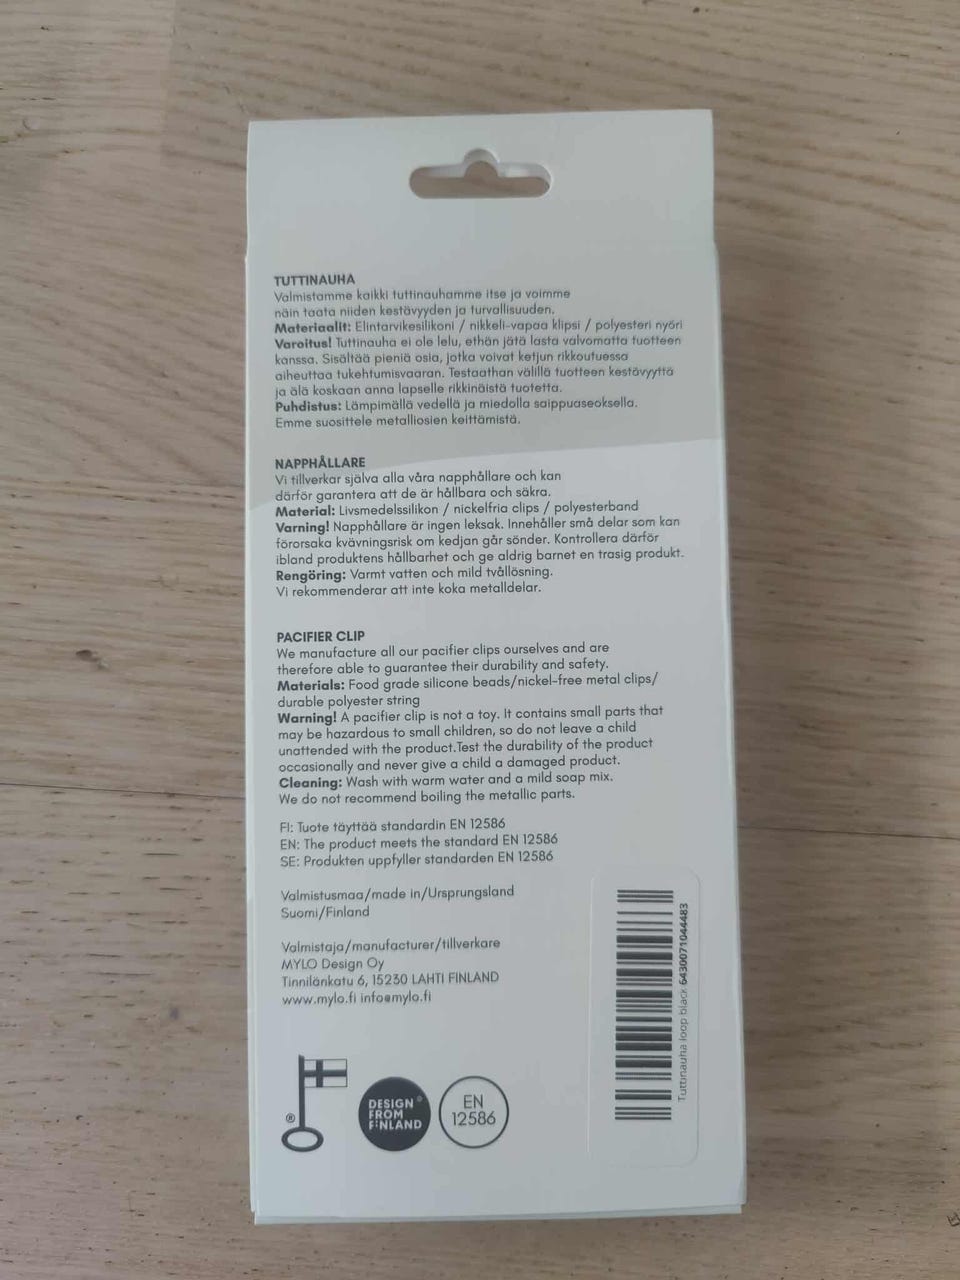 TUTTINAUHA
Valmistamme kaikki tuttinauhamme itse ja voimme
näin taata niiden kestävyyden ja turvallisuuden.
Materiaalit: Elintarvikesilikoni / nikkeli-vapaa klipsi / polyesteri nyöri
Varoitus! Tuttinauha ei ole lelu, ethän jätä lasta valvomatta tuotteen
kanssa. Sisältää pieniä osia, jotka voivat ketjun rikkoutuessa
aiheuttaa tukehtumisvaaran. Testaathan välillä tuotteen kestävyyttä
ja älä koskaan anna lapselle rikkinäistä tuotetta.
Puhdistus: Lämpimällä vedellä ja miedolla saippuaseoksella.
Emme suosittele metalliosien keittämistä.
NAPPHÅLLARE
Vi tillverkar själva alla våra napphållare och kan
därför garantera att de är hållbara och säkra.
Material: Livsmedelssilikon / nickelfria clips / polyesterband
Varning! Napphållare är ingen leksak. Innehåller små delar som kan
förorsaka kvävningsrisk om kedjan går sönder. Kontrollera därför
ibland produktens hållbarhet och ge aldrig barnet en trasig produkt.
Rengöring: Varmt vatten och mild tvållösning.
Vi rekommenderar att inte koka metalldelar.
PACIFIER CLIP
We manufacture all our pacifier clips ourselves and are
therefore able to guarantee their durability and safety.
Materials: Food grade silicone beads/nickel-free metal clips/
durable polyester string
Warning! A pacifier clip is not a toy. It contains small parts that
may be hazardous to small children, so do not leave a child
unattended with the product.Test the durability of the product
occasionally and never give a child a damaged product.
Cleaning: Wash with warm water and a mild soap mix.
We do not recommend boiling the metallic parts.
FI: Tuote täyttää standardin EN 12586
EN: The product meets the standard EN 12586
SE: Produkten uppfyller standarden EN 12586
Valmistusmaa/made in/Ursprungsland
Suomi/Finland
Valmistaja/manufacturer/tillverkare
MYLO Design Oy
Tinnilänkatu 6, 15230 LAHTI FINLAND
www.mylo.fi info@mylo.fi
®
DESIGN®
FROM
FINLAND
EN
12586
Tuttinauha loop black 6430071044483